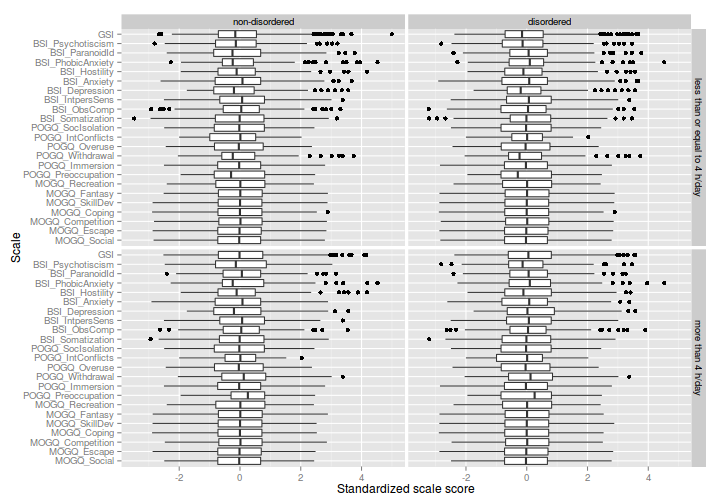 non-disordered
disordered
GSI
BSI_Psychotiscism
BSI_ParanoidId
BSI_PhobicAnxiety
BSI_Hostility
BSI_Anxiety
BSI_Depression
BSI_IntpersSens
BSI_ObsComp
BSI_Somatization
POGQ_SocIsolation
POGQ_IntConflicts
POGQ_Overuse
POGQ_Withdrawal
POGQ_Immersion
POGQ_Preoccupation
MOGQ_Recreation
MOGQ_Fantasy
MOGQ_SkillDev
MOGQ_Coping
MOGQ_Competition
MOGQ_Escape
MOGQ_Social
less than or equal to 4 h/day
Scale
GSI
BSI_Psychotiscism
BSI_ParanoidId
BSI_PhobicAnxiety
BSI_Hostility
BSI_Anxiety
BSI_Depression
BSI_IntpersSens
BSI_ObsComp
BSI_Somatization
POGQ_SocIsolation
POGQ_IntConflicts
POGQ_Overuse
POGQ_Withdrawal
POGQ_Immersion
POGQ_Preoccupation
MOGQ_Recreation
MOGQ_Fantasy
MOGQ_SkillDev
MOGQ_Coping
MOGQ_Competition
MOGQ_Escape
MOGQ_Social
more than 4 h/day
-2 0 2 4 -2 0 2 4
Standardized scale score